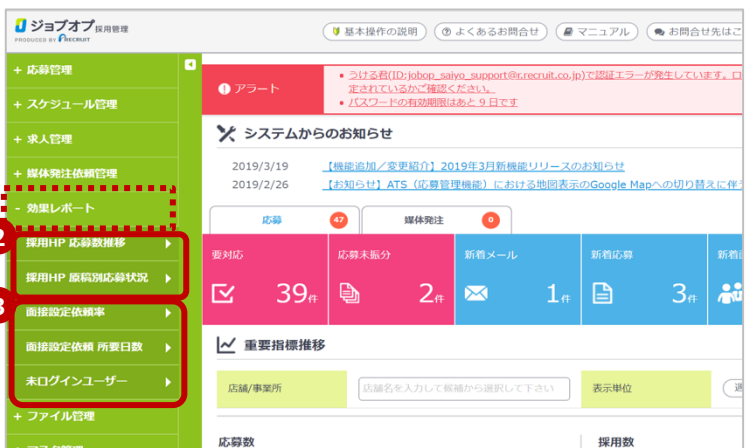 ジョブオプ 採用管理
PRODUCED BY RECRUIT
基本操作の説明
よくあるお問合せ
マニュアル
お問合せ先はこ
+ 応募管理
+ スケジュール管理
+ 求人管理
+ 媒体発注依頼管理
- 効果レポート
採用HP 応募数推移
採用HP 原稿別応募状況
3
面接設定依頼率
面接設定依頼 所要日数
未ログインユーザー
+ ファイル管理
アラート
• うける君(ID:jobop_saiyo_support@r.recruit.co.jp)で認証エラーが発生しています。ロ
定されているかご確認ください。
• パスワードの有効期限はあと 9 日です
システムからのお知らせ
2019/3/19 【機能追加／変更紹介】2019年3月新機能リリースのお知らせ
2019/2/26 【お知らせ】ATS（応募管理機能）における地図表示のGoogle Mapへの切り替えに伴
応募 47
媒体発注 0
要対応 39件
応募未振分 2件
新着メール 1件
新着応募 3件
新着
重要指標推移
店舗/事業所
店舗名を入力して候補から選択して下さい
表示単位
応募数
採用数